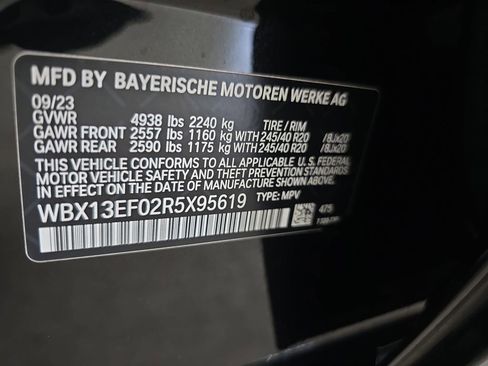 MFD BY BAYERISCHE MOTOREN WERKE AG
09/23
GVWR 4938 lbs 2240 kg TIRE / RIM
GAWR FRONT 2557 lbs 1160 kg WITH 245/40 R20 /8Jx20
GAWR REAR 2590 lbs 1175 kg WITH 245/40 R20 /8Jx20
THIS VEHICLE CONFORMS TO ALL APPLICABLE U.S. FEDERAL
MOTOR VEHICLE SAFETY AND THEFT PREVENTION STANDARDS
IN EFFECT ON THE DATE OF MANUFACTURE SHOWN ABOVE.
WBX13EF02R5X95619 TYPE: MPV
475